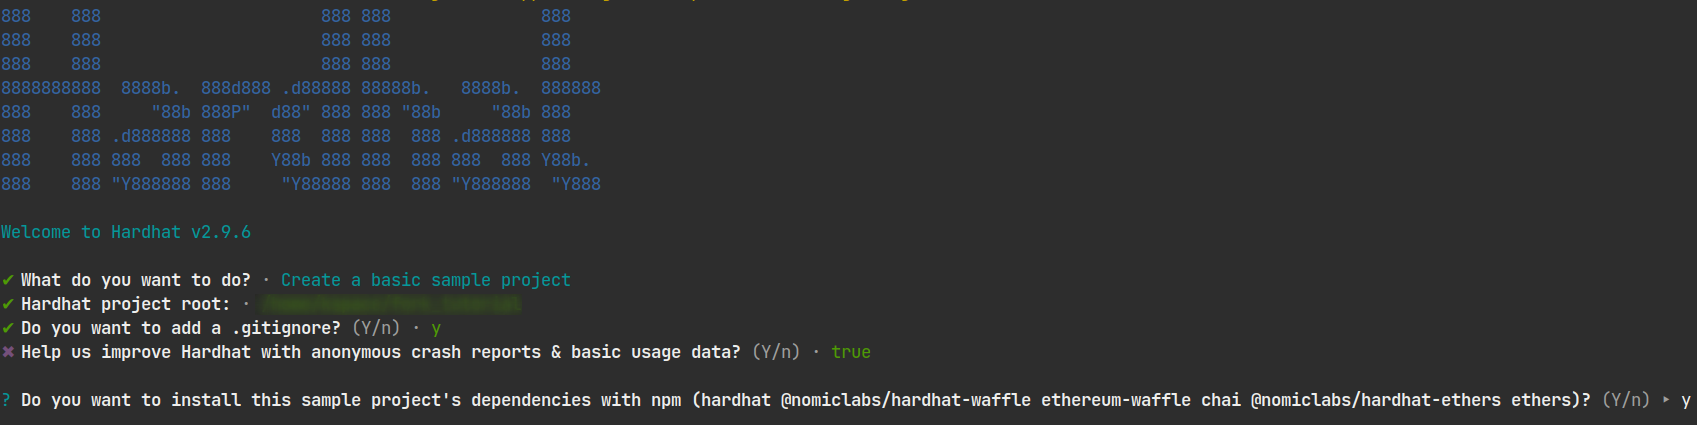 888    888                      888 888               888
888    888                      888 888               888
888    888                      888 888               888
8888888888  8888b.  888d888 .d88888 88888b.   8888b.  888888
888    888     "88b 888P"  d88" 888 888 "88b     "88b 888
888    888 .d888888 888    888  888 888  888 .d888888 888
888    888 888  888 888    Y88b 888 888  888 888  888 Y88b.
888    888 "Y888888 888     "Y88888 888  888 "Y888888  "Y888
Welcome to Hardhat v2.9.6
✔ What do you want to do? · Create a basic sample project
✔ Hardhat project root: ·
✔ Do you want to add a .gitignore? (Y/n) · y
✖ Help us improve Hardhat with anonymous crash reports & basic usage data? (Y/n) · true
? Do you want to install this sample project's dependencies with npm (hardhat @nomiclabs/hardhat-waffle ethereum-waffle chai @nomiclabs/hardhat-ethers ethers)? (Y/n) ‣ y